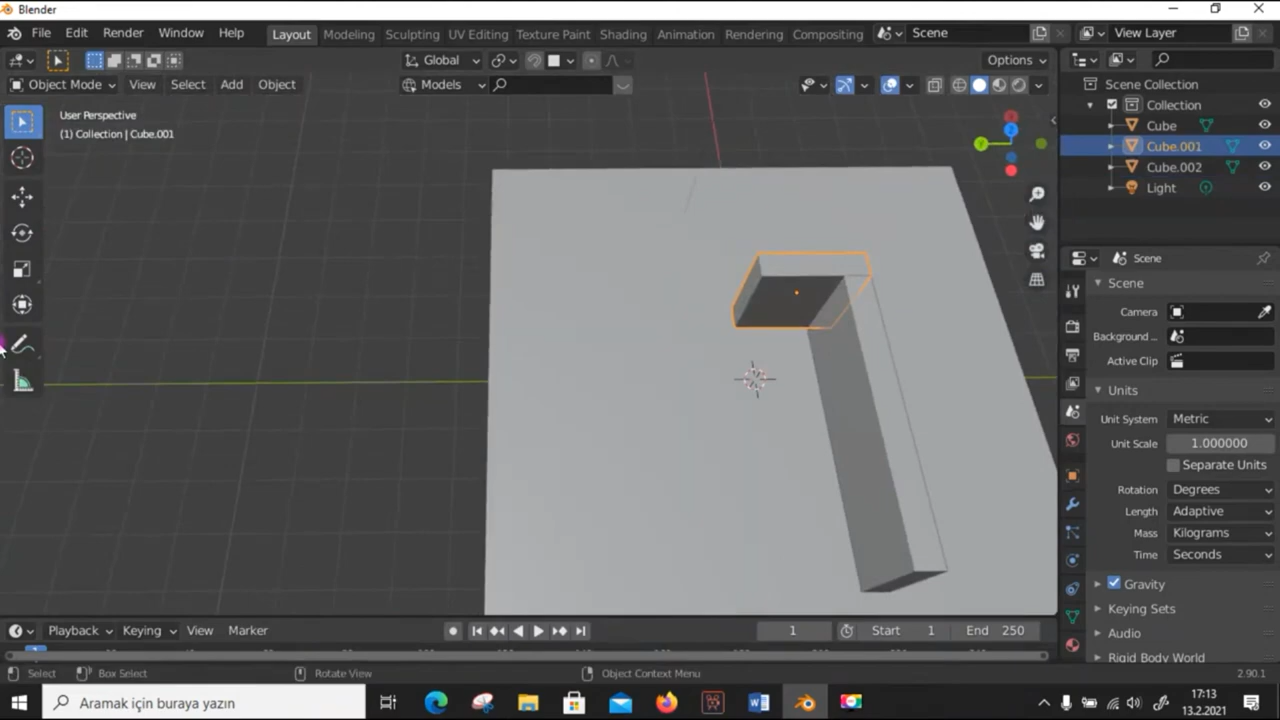 Blender
File Edit Render Window Help Layout Modeling Sculpting UV Editing Texture Paint Shading Animation Rendering Compositing Scene View Layer
Global Options
Object Mode View Select Add Object Models
User Perspective
(1) Collection | Cube.001
Scene Collection
Collection
Cube
Cube.001
Cube.002
Light
Scene
Scene
Camera
Background...
Active Clip
Units
Unit System Metric
Unit Scale 1.000000
Separate Units
Rotation Degrees
Length Adaptive
Mass Kilograms
Time Seconds
Gravity
Keying Sets
Audio
Rigid Body World
Playback Keying View Marker 1 Start 1 End 250
Select Box Select Rotate View Object Context Menu 2.90.1
Aramak için buraya yazın
17:13
13.2.2021